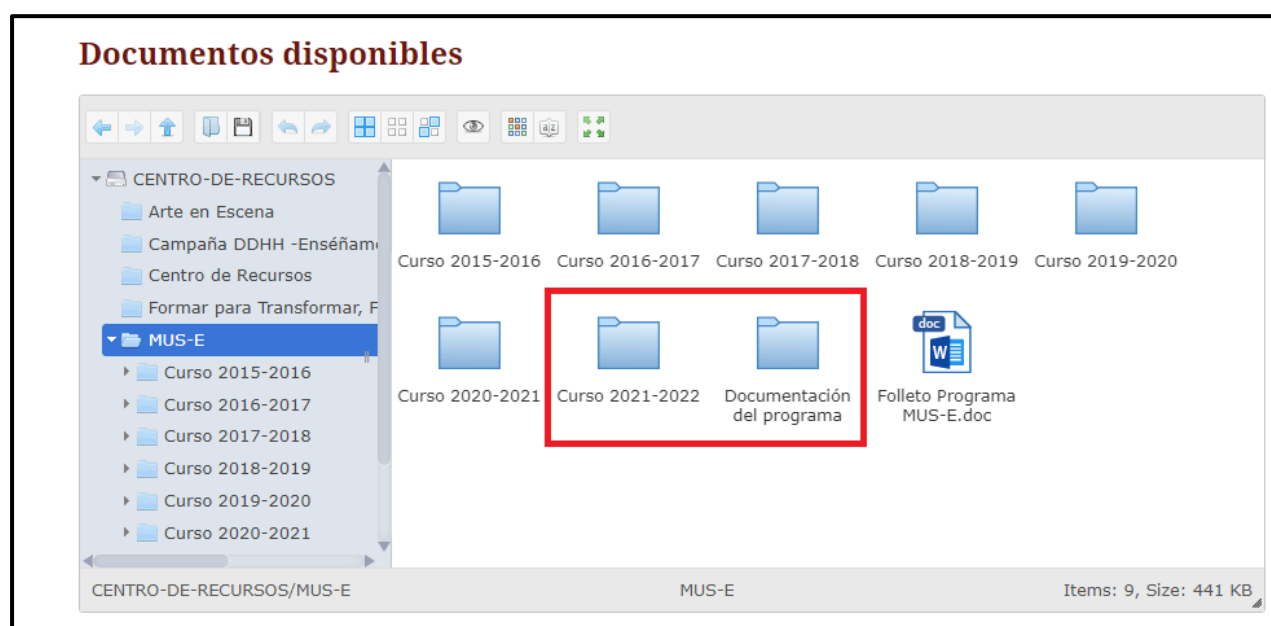 Documentos disponibles
CENTRO-DE-RECURSOS
Arte en Escena
Campaña DDHH -Enséñam
Centro de Recursos
Formar para Transformar, F
MUS-E
Curso 2015-2016
Curso 2016-2017
Curso 2017-2018
Curso 2018-2019
Curso 2019-2020
Curso 2020-2021
Curso 2015-2016 Curso 2016-2017 Curso 2017-2018 Curso 2018-2019 Curso 2019-2020
doc
W
Curso 2020-2021 Curso 2021-2022 Documentación Folleto Programa
del programa MUS-E.doc
CENTRO-DE-RECURSOS/MUS-E MUS-E Items: 9, Size: 441 KB